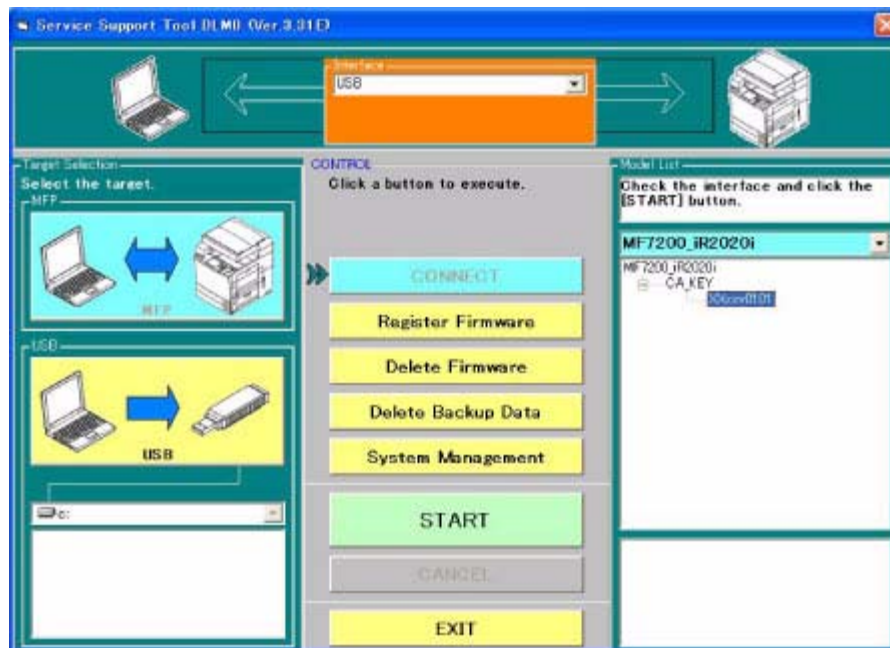 Service Support Tool DLM0 (Ver.3.31E)
Interface
USB
Target Selection
Select the target.
MFP
MFP
USB
USB
c:
CONTROL
Click a button to execute.
CONNECT
Register Firmware
Delete Firmware
Delete Backup Data
System Management
START
CANCEL
EXIT
Model List
Check the interface and click the
[START] button.
MF7200_iR2020i
MF7200_iR2020i
CA_KEY